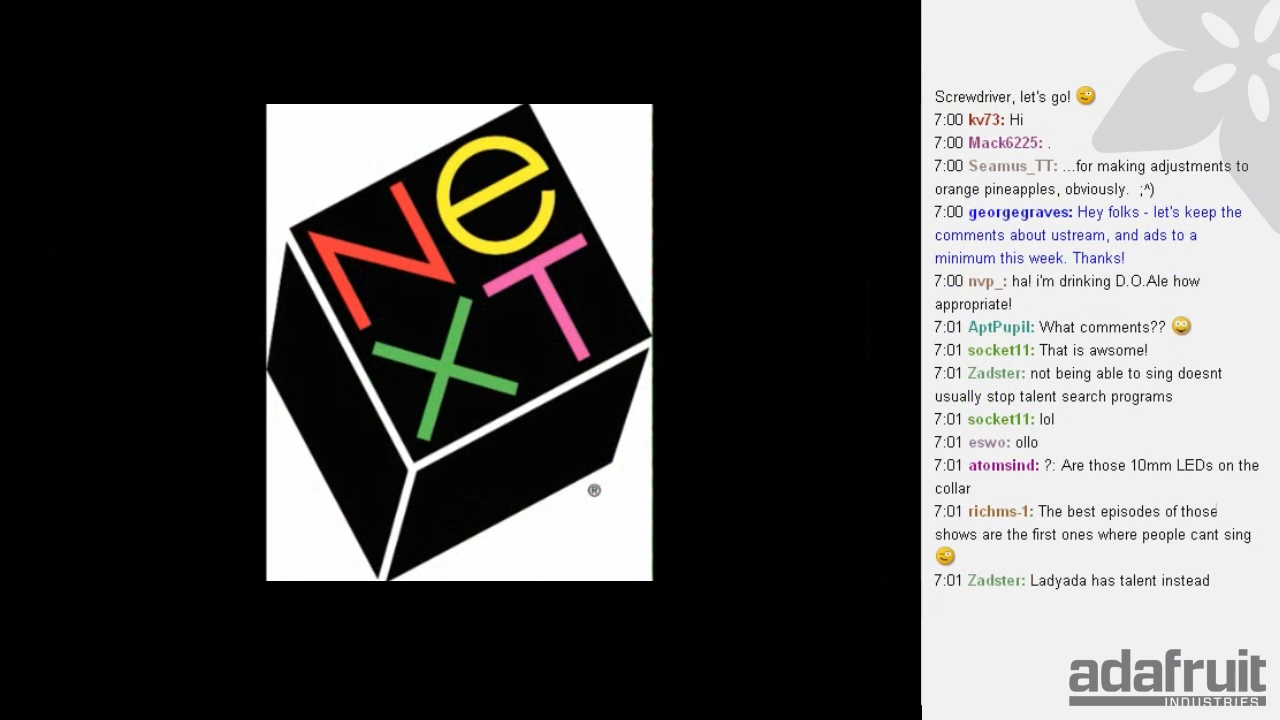 Ne
XT
®
Screwdriver, let's go!
7:00 kv73: Hi
7:00 Mack6225: .
7:00 Seamus_TT: ...for making adjustments to
orange pineapples, obviously. ;^)
7:00 georgegraves: Hey folks - let's keep the
comments about ustream, and ads to a
minimum this week. Thanks!
7:00 nvp_: ha! i'm drinking D.O.Ale how
appropriate!
7:01 AptPupil: What comments??
7:01 socket11: That is awsome!
7:01 Zadster: not being able to sing doesnt
usually stop talent search programs
7:01 socket11: lol
7:01 eswo: ollo
7:01 atomsind: ?: Are those 10mm LEDs on the
collar
7:01 richms-1: The best episodes of those
shows are the first ones where people cant sing
7:01 Zadster: Ladyada has talent instead
adafruit
INDUSTRIES